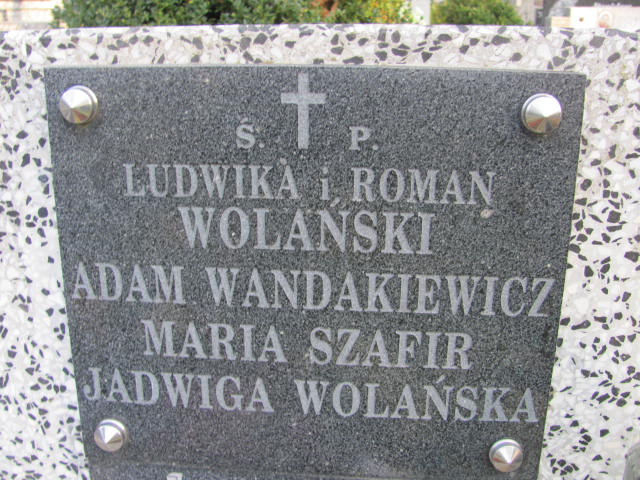 Ś. P.
LUDWIKA i ROMAN
WOLAŃSKI
ADAM WANDAKIEWICZ
MARIA SZAFIR
JADWIGA WOLAŃSKA